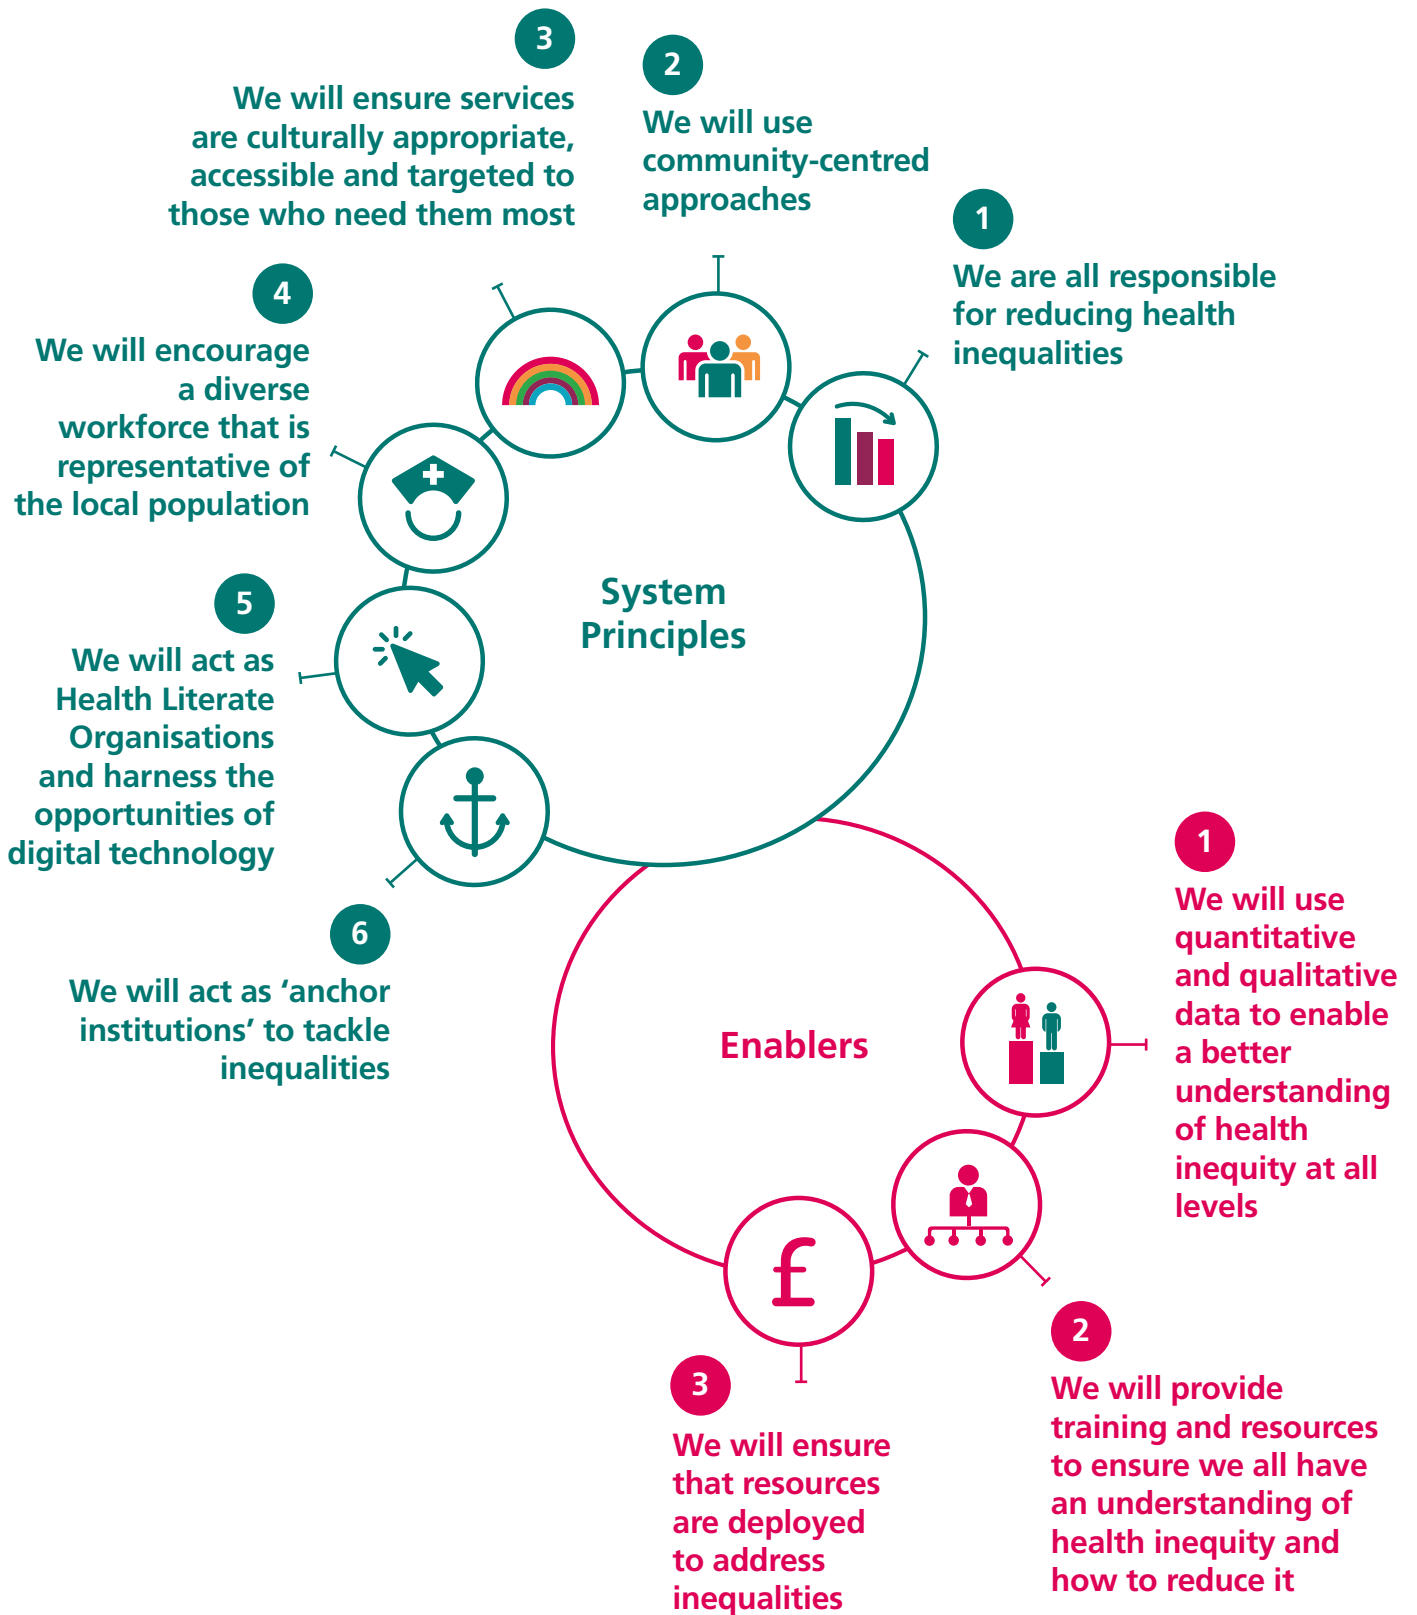 3
We will ensure services
are culturally appropriate,
accessible and targeted to
those who need them most
2
We will use
community-centred
approaches
1
We are all responsible
for reducing health
inequalities
4
We will encourage
a diverse
workforce that is
representative of
the local population
5
We will act as
Health Literate
Organisations
and harness the
opportunities of
digital technology
6
We will act as ‘anchor
institutions’ to tackle
inequalities
System
Principles
Enablers
1
We will use
quantitative
and qualitative
data to enable
a better
understanding
of health
inequity at all
levels
2
We will provide
training and resources
to ensure we all have
an understanding of
health inequity and
how to reduce it
£
3
We will ensure
that resources
are deployed
to address
inequalities